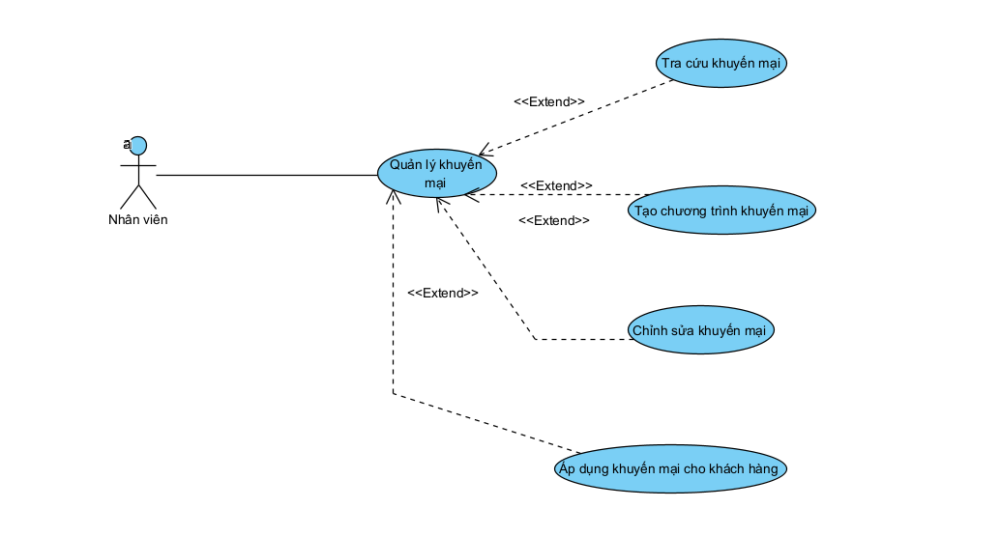 Tra cứu khuyến mại
<<Extend>>
a
Quản lý khuyến
mại
<<Extend>>
Tạo chương trình khuyến mại
Nhân viên
<<Extend>>
<<Extend>>
Chỉnh sửa khuyến mại
Áp dụng khuyến mại cho khách hàng